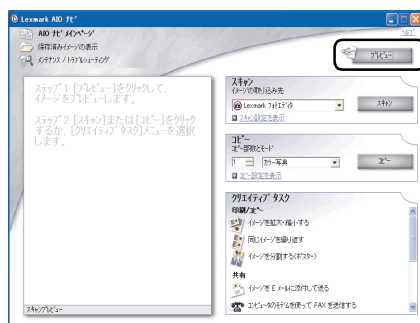 Lexmark AIO ナビ
AIO ナビ メインページ
保存済みイメージの表示
メンテナンス / トラブルシューティング
ヘルプ
プレビュー
ステップ 1 [プレビュー]をクリックして、
イメージをプレビューします。
ステップ 2 [スキャン]または[コピー]をクリック
するか、[クリエイティブ タスク]メニューを選択
します。
スキャン/プレビュー
スキャン
イメージの取り込み先
Lexmark フォトエディタ
スキャン
スキャン設定を表示
コピー
コピー部数とモード
1
カラー写真
コピー
コピー設定を表示
クリエイティブ タスク
印刷/コピー
イメージを拡大・縮小する
同じイメージを繰り返す
イメージを分割する(ポスター)
共有
イメージを E メールに添付して送る
コンピュータのモデムを使って FAX を送信する